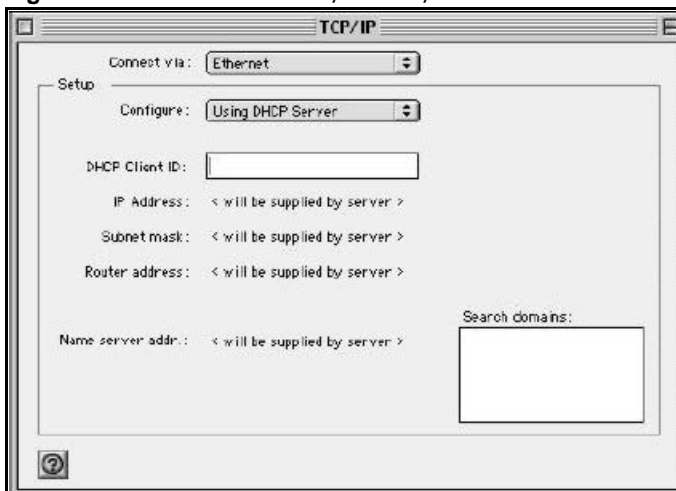 TCP/IP
Connect via: Ethernet
Setup
Configure: Using DHCP Server
DHCP Client ID:
IP Address: < will be supplied by server >
Subnet mask: < will be supplied by server >
Router address: < will be supplied by server >
Search domains:
Name server addr.: < will be supplied by server >
?